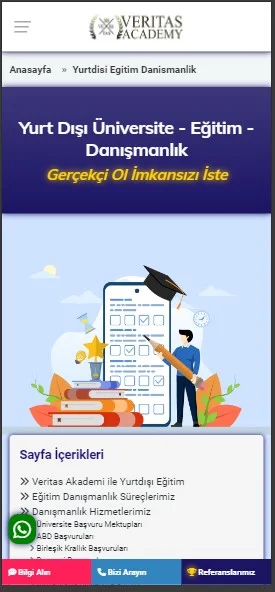 VERITAS
ACADEMY
Anasayfa » Yurtdisi Egitim Danismanlik
Yurt Dışı Üniversite - Eğitim -
Danışmanlık
Gerçekçi Ol İmkansızı İste
Sayfa İçerikleri
Veritas Akademi ile Yurtdışı Eğitim
Eğitim Danışmanlık Süreçlerimiz
Danışmanlık Hizmetlerimiz
Üniversite Başvuru Mektupları
ABD Başvuruları
Birleşik Krallık Başvuruları
Bilgi Alın Bizi Arayın Referanslarımız